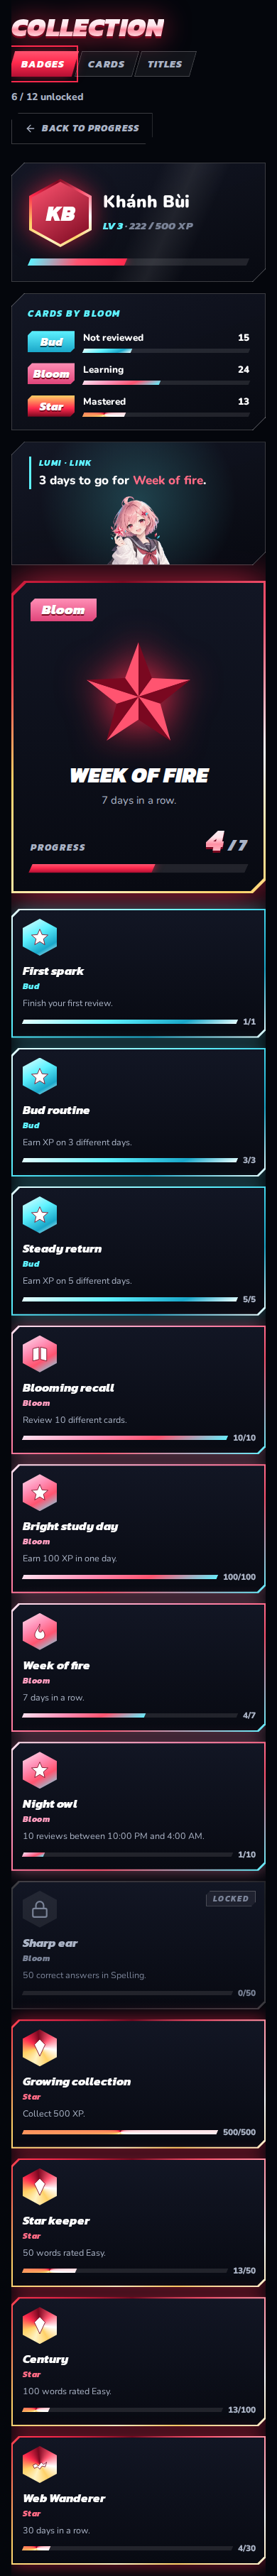 COLLECTION
BADGES
CARDS
TITLES
6 / 12 unlocked
← BACK TO PROGRESS
KB
Khánh Bùi
LV 3 · 222 / 500 XP
CARDS BY BLOOM
Bud
Not reviewed
15
Bloom
Learning
24
Star
Mastered
13
LUMI · LINK
3 days to go for Week of fire.
Bloom
WEEK OF FIRE
7 days in a row.
PROGRESS
4 / 7
First spark
Bud
Finish your first review.
1/1
Bud routine
Bud
Earn XP on 3 different days.
3/3
Steady return
Bud
Earn XP on 5 different days.
5/5
Blooming recall
Bloom
Review 10 different cards.
10/10
Bright study day
Bloom
Earn 100 XP in one day.
100/100
Week of fire
Bloom
7 days in a row.
4/7
Night owl
Bloom
10 reviews between 10:00 PM and 4:00 AM.
1/10
LOCKED
Sharp ear
Bloom
50 correct answers in Spelling.
0/50
Growing collection
Star
Collect 500 XP.
500/500
Star keeper
Star
50 words rated Easy.
13/50
Century
Star
100 words rated Easy.
13/100
Web Wanderer
Star
30 days in a row.
4/30